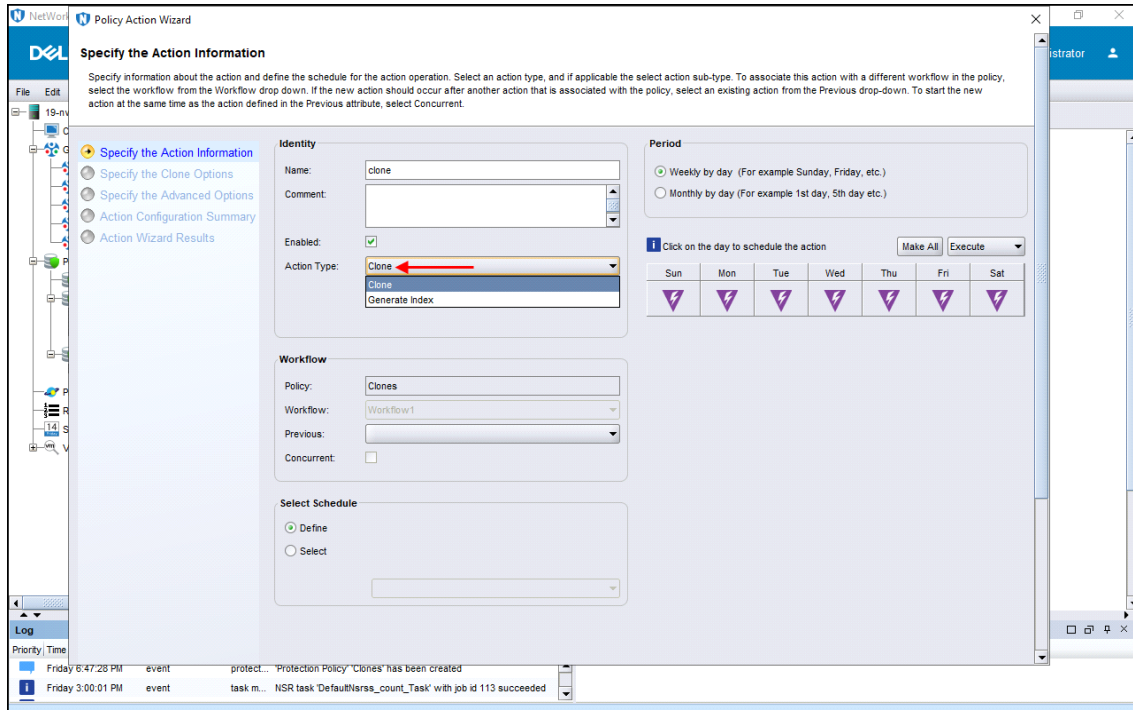 NetWork
Policy Action Wizard
DELL
Specify the Action Information
istrator
Specify information about the action and define the schedule for the action operation. Select an action type, and if applicable the select action sub-type. To associate this action with a different workflow in the policy,
select the workflow from the Workflow drop down. If the new action should occur after another action that is associated with the policy, select an existing action from the Previous drop-down. To start the new
action at the same time as the action defined in the Previous attribute, select Concurrent.
File Edit
19-nv
Specify the Action Information
Specify the Clone Options
Specify the Advanced Options
Action Configuration Summary
Action Wizard Results
Identity
Name: clone
Comment:
Enabled:
Action Type: Clone
Clone
Generate Index
Workflow
Policy: Clones
Workflow: Workflow1
Previous:
Concurrent:
Select Schedule
Define
Select
Period
Weekly by day (For example Sunday, Friday, etc.)
Monthly by day (For example 1st day, 5th day etc.)
Click on the day to schedule the action Make All Execute
Sun Mon Tue Wed Thu Fri Sat
Log
Priority Time
Friday 6:47:28 PM event protect... 'Protection Policy' 'Clones' has been created
Friday 3:00:01 PM event task m... NSR task 'DefaultNsrss_count_Task' with job id 113 succeeded